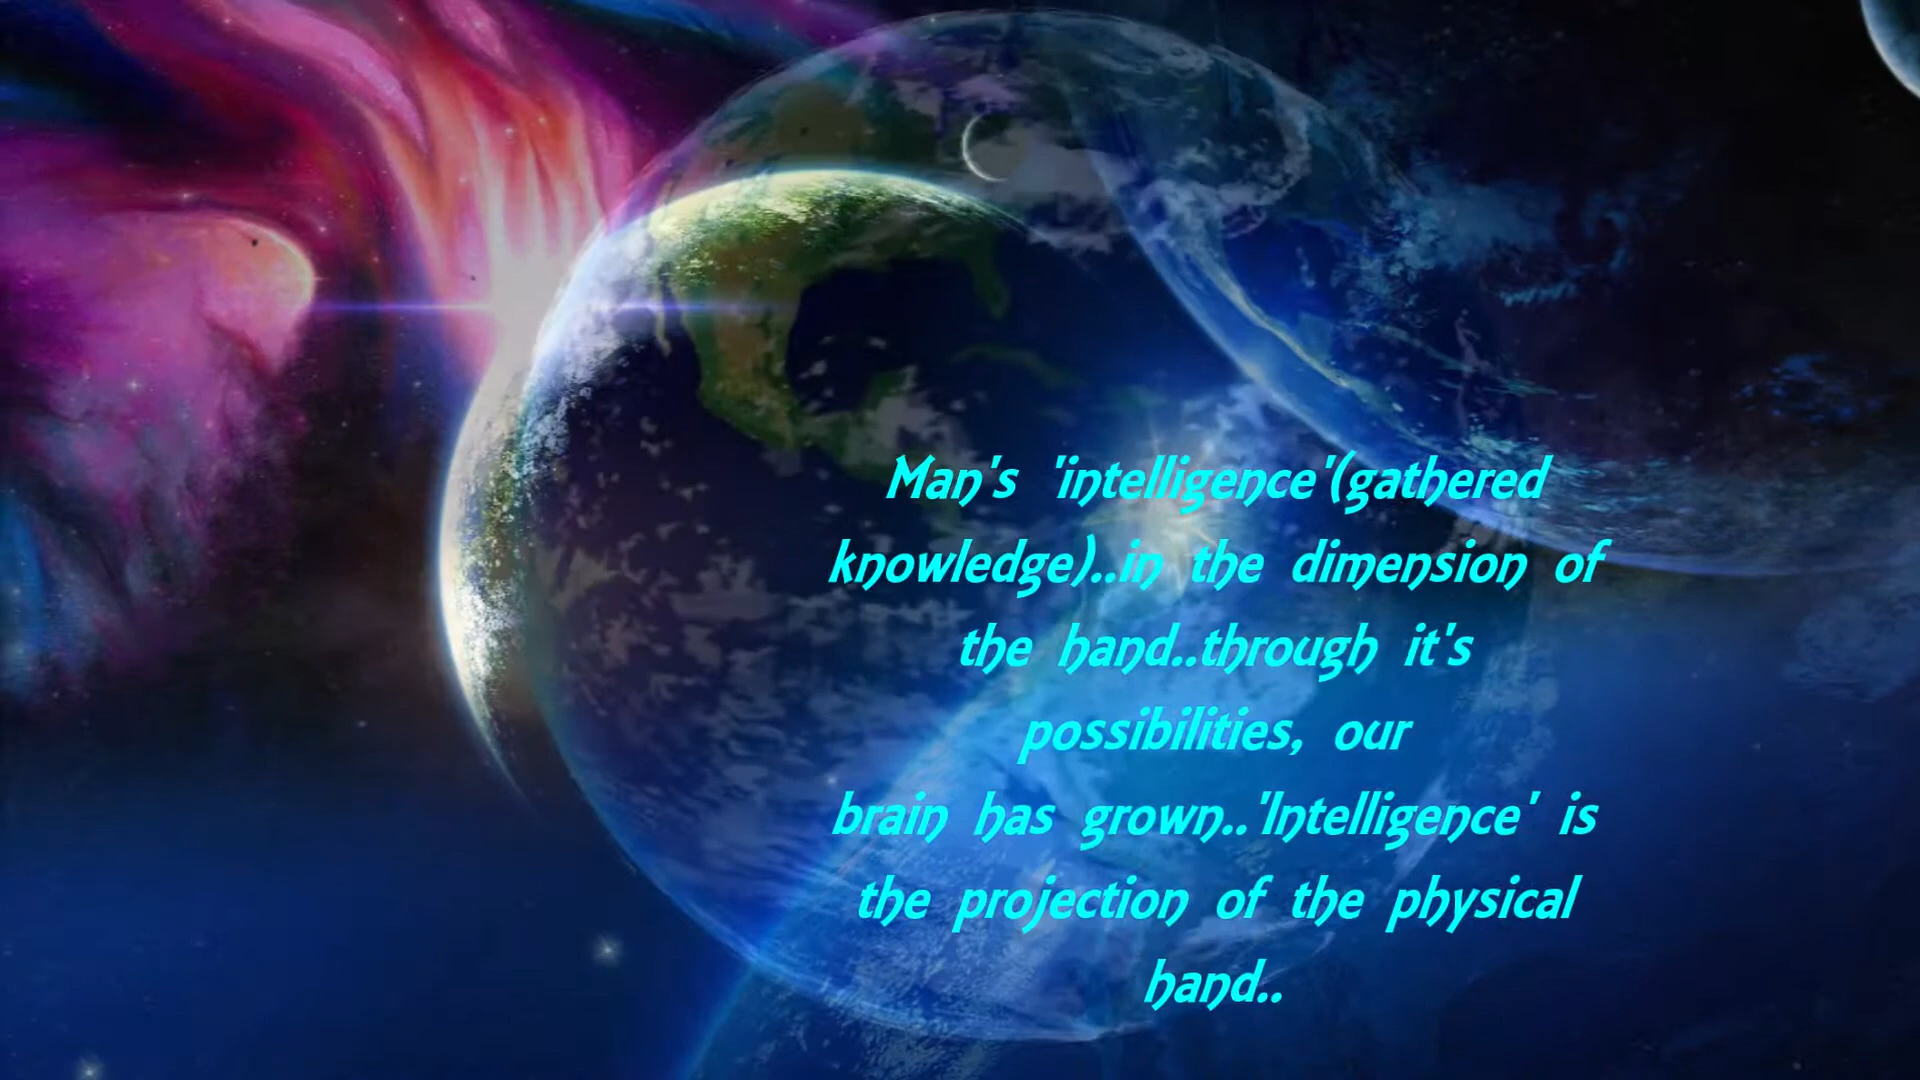 Man's 'intelligence'(gathered
knowledge)..in the dimension of
the hand..through it's
possibilities, our
brain has grown..'Intelligence' is
the projection of the physical
hand..